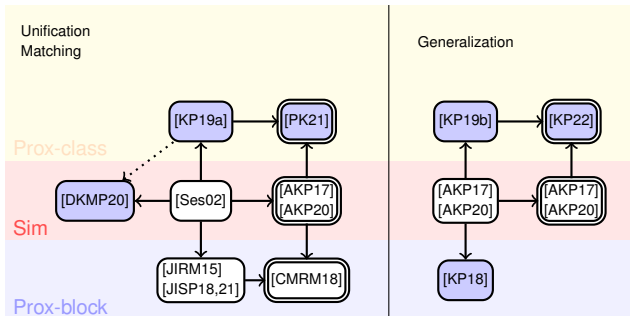 Unification
Matching
Generalization
[KP19a]
[PK21]
[KP19b]
[KP22]
Prox-class
[DKMP20]
[Ses02]
[AKP17]
[AKP20]
[AKP17]
[AKP20]
[AKP17]
[AKP20]
Sim
[JIRM15]
[JISP18,21]
[CMRM18]
[KP18]
Prox-block